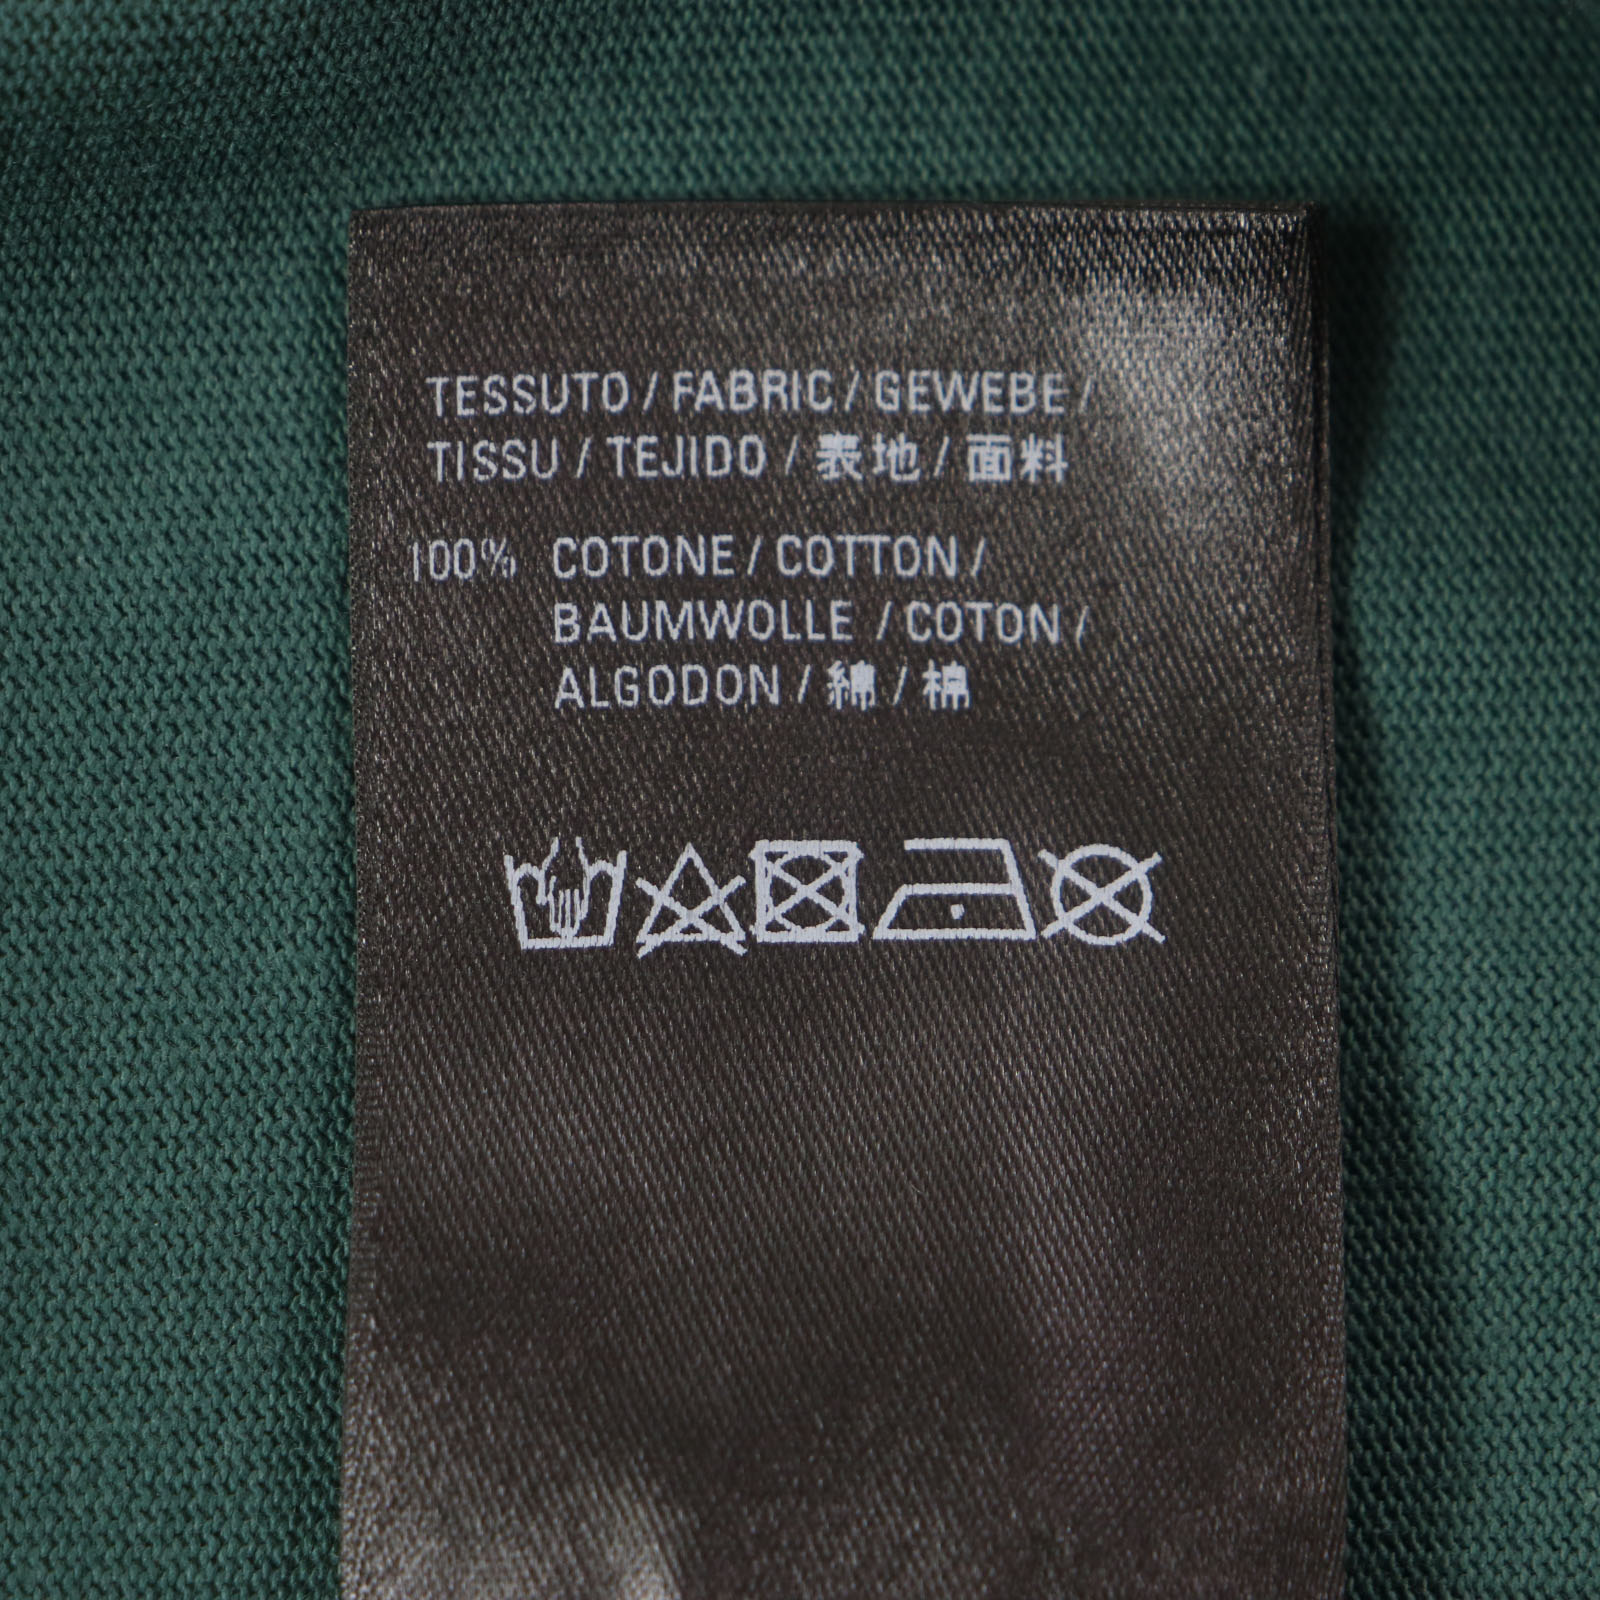 TESSUTO / FABRIC / GEWEBE /
TISSU / TEJIDO / 表地 / 面料
100% COTONE / COTTON /
BAUMWOLLE / COTON /
ALGODON / 綿 / 棉